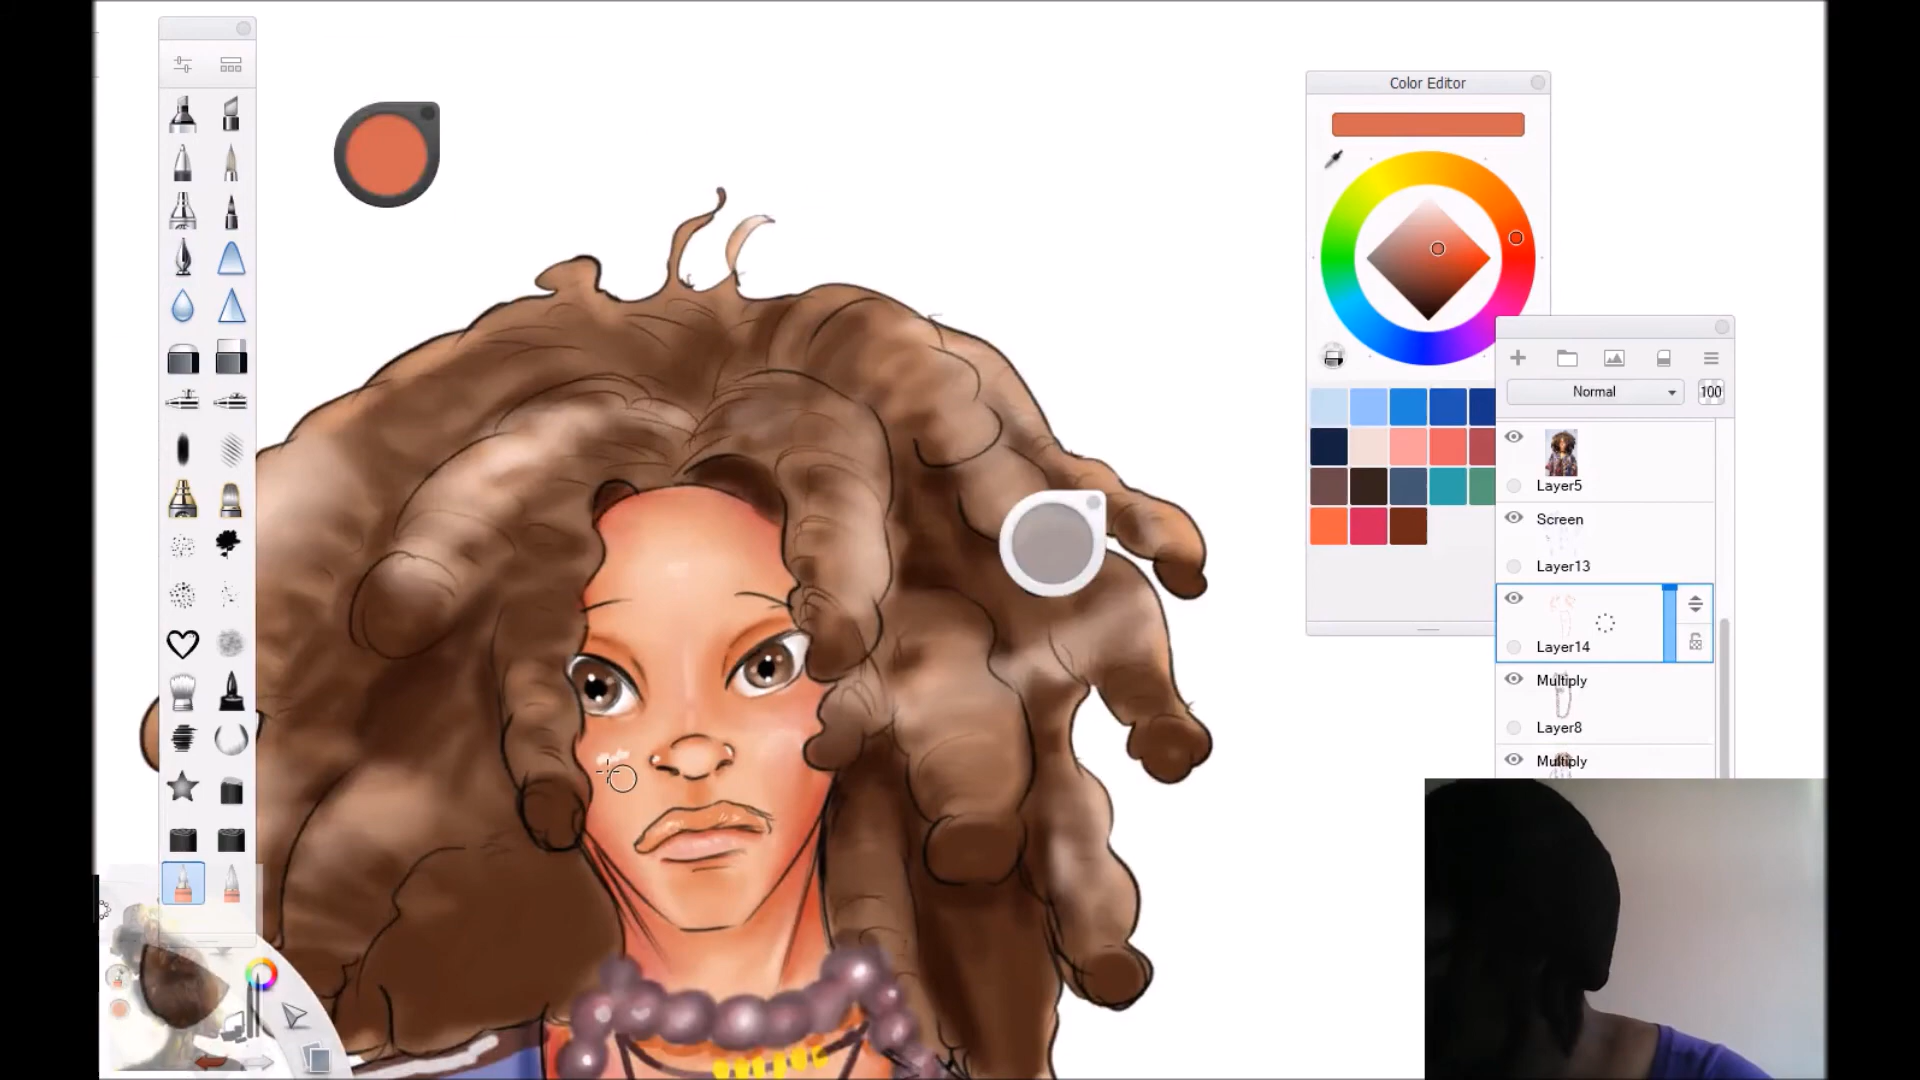 Color Editor
Normal
100
Layer5
Screen
Layer13
Layer14
Multiply
Layer8
Multiply